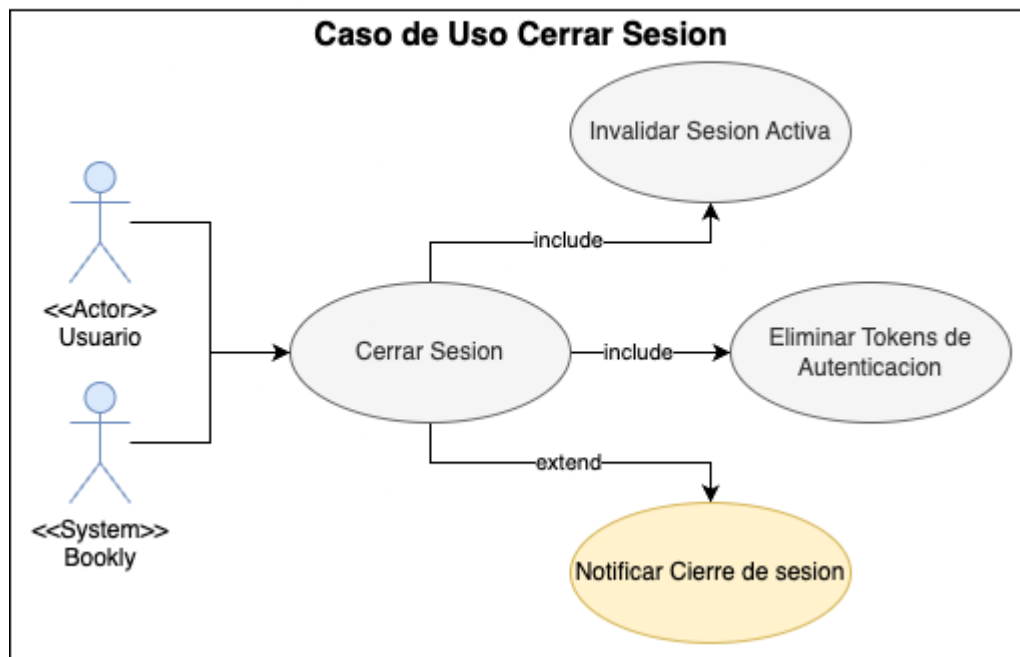 Caso de Uso Cerrar Sesion
Invalidar Sesion Activa
<<Actor>>
Usuario
include
Cerrar Sesion
include
Eliminar Tokens de
Autenticacion
extend
<<System>>
Bookly
Notificar Cierre de sesion